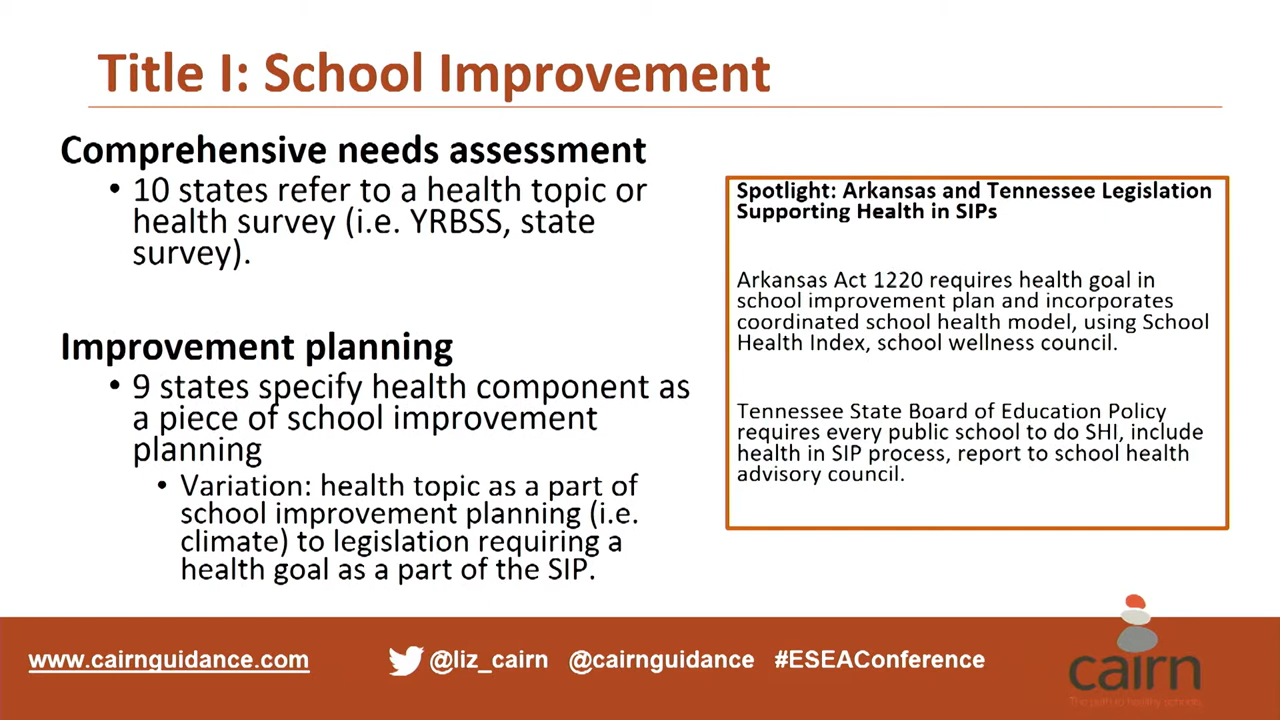 Title I: School Improvement
Comprehensive needs assessment
• 10 states refer to a health topic or
health survey (i.e. YRBSS, state
survey).
Improvement planning
• 9 states specify health component as
a piece of school improvement
planning
• Variation: health topic as a part of
school improvement planning (i.e.
climate) to legislation requiring a
health goal as a part of the SIP.
Spotlight: Arkansas and Tennessee Legislation
Supporting Health in SIPs
Arkansas Act 1220 requires health goal in
school improvement plan and incorporates
coordinated school health model, using School
Health Index, school wellness council.
Tennessee State Board of Education Policy
requires every public school to do SHI, include
health in SIP process, report to school health
advisory council.
www.cairnguidance.com
@liz_cairn @cairnguidance #ESEAConference
cairn
The path to healthy schools